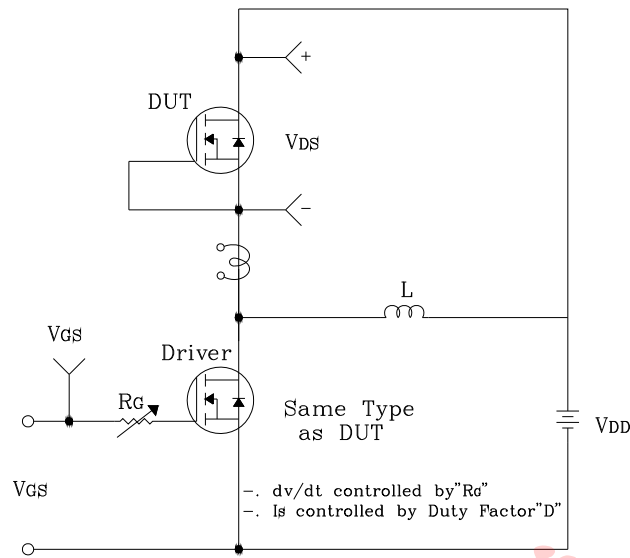 +
DUT
VDS
−
L
VGS
Driver
RG
Same Type
as DUT
VDD
VGS
−. dv/dt controlled by"RG"
−. IS controlled by Duty Factor"D"